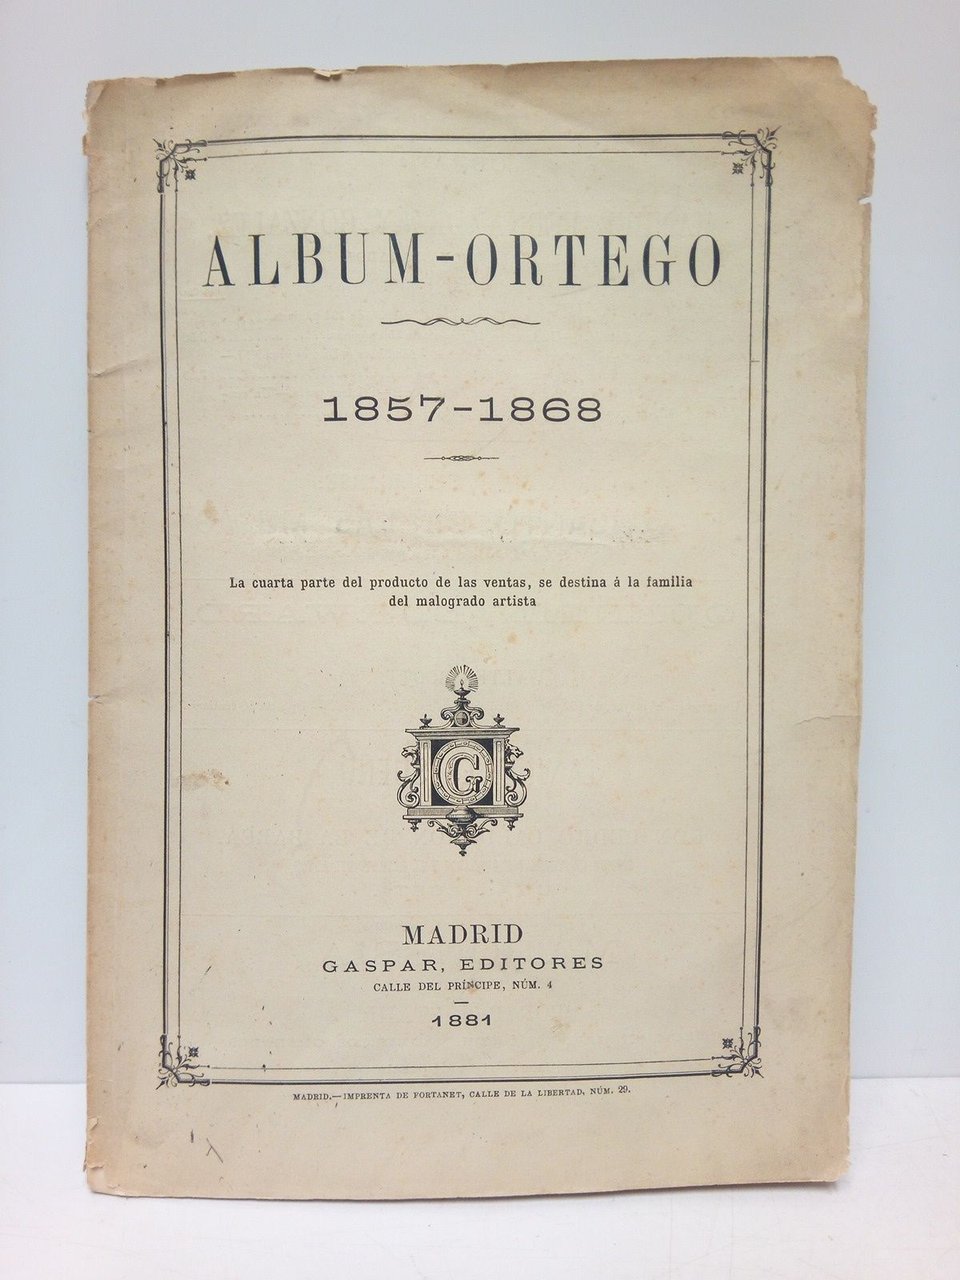 ALBUM-ORTEGO
1857-1868
La cuarta parte del producto de las ventas, se destina á la familia
del malogrado artista
G
MADRID
GASPAR, EDITORES
CALLE DEL PRÍNCIPE, NÚM. 4
1881
MADRID.—IMPRENTA DE FORTANET, CALLE DE LA LIBERTAD, NÚM. 29.